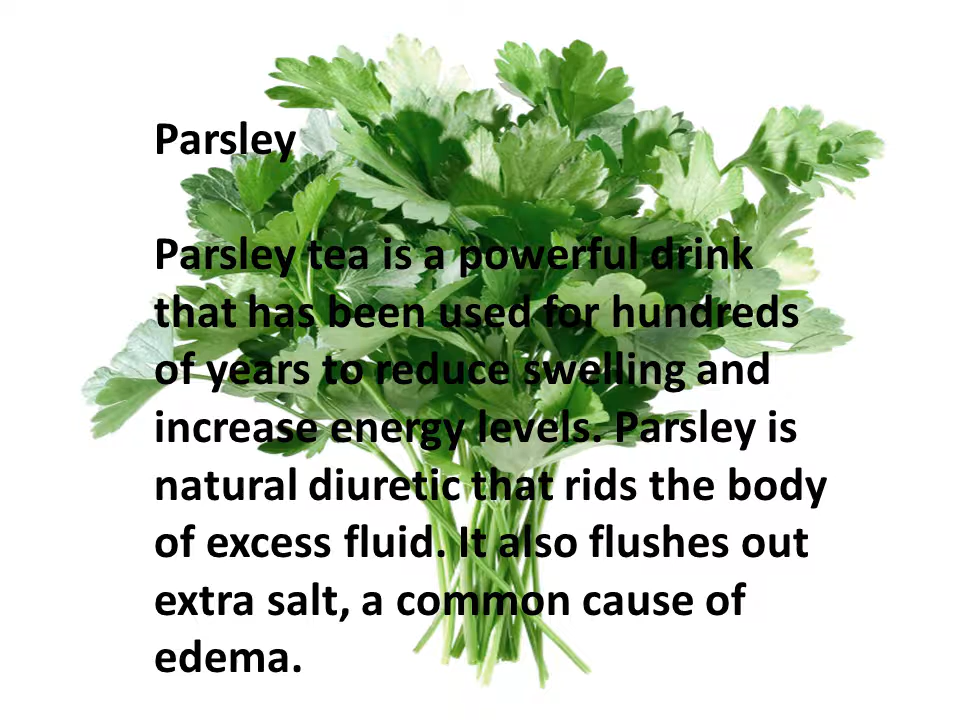 Parsley
Parsley tea is a powerful drink
that has been used for hundreds
of years to reduce swelling and
increase energy levels. Parsley is
natural diuretic that rids the body
of excess fluid. It also flushes out
extra salt, a common cause of
edema.